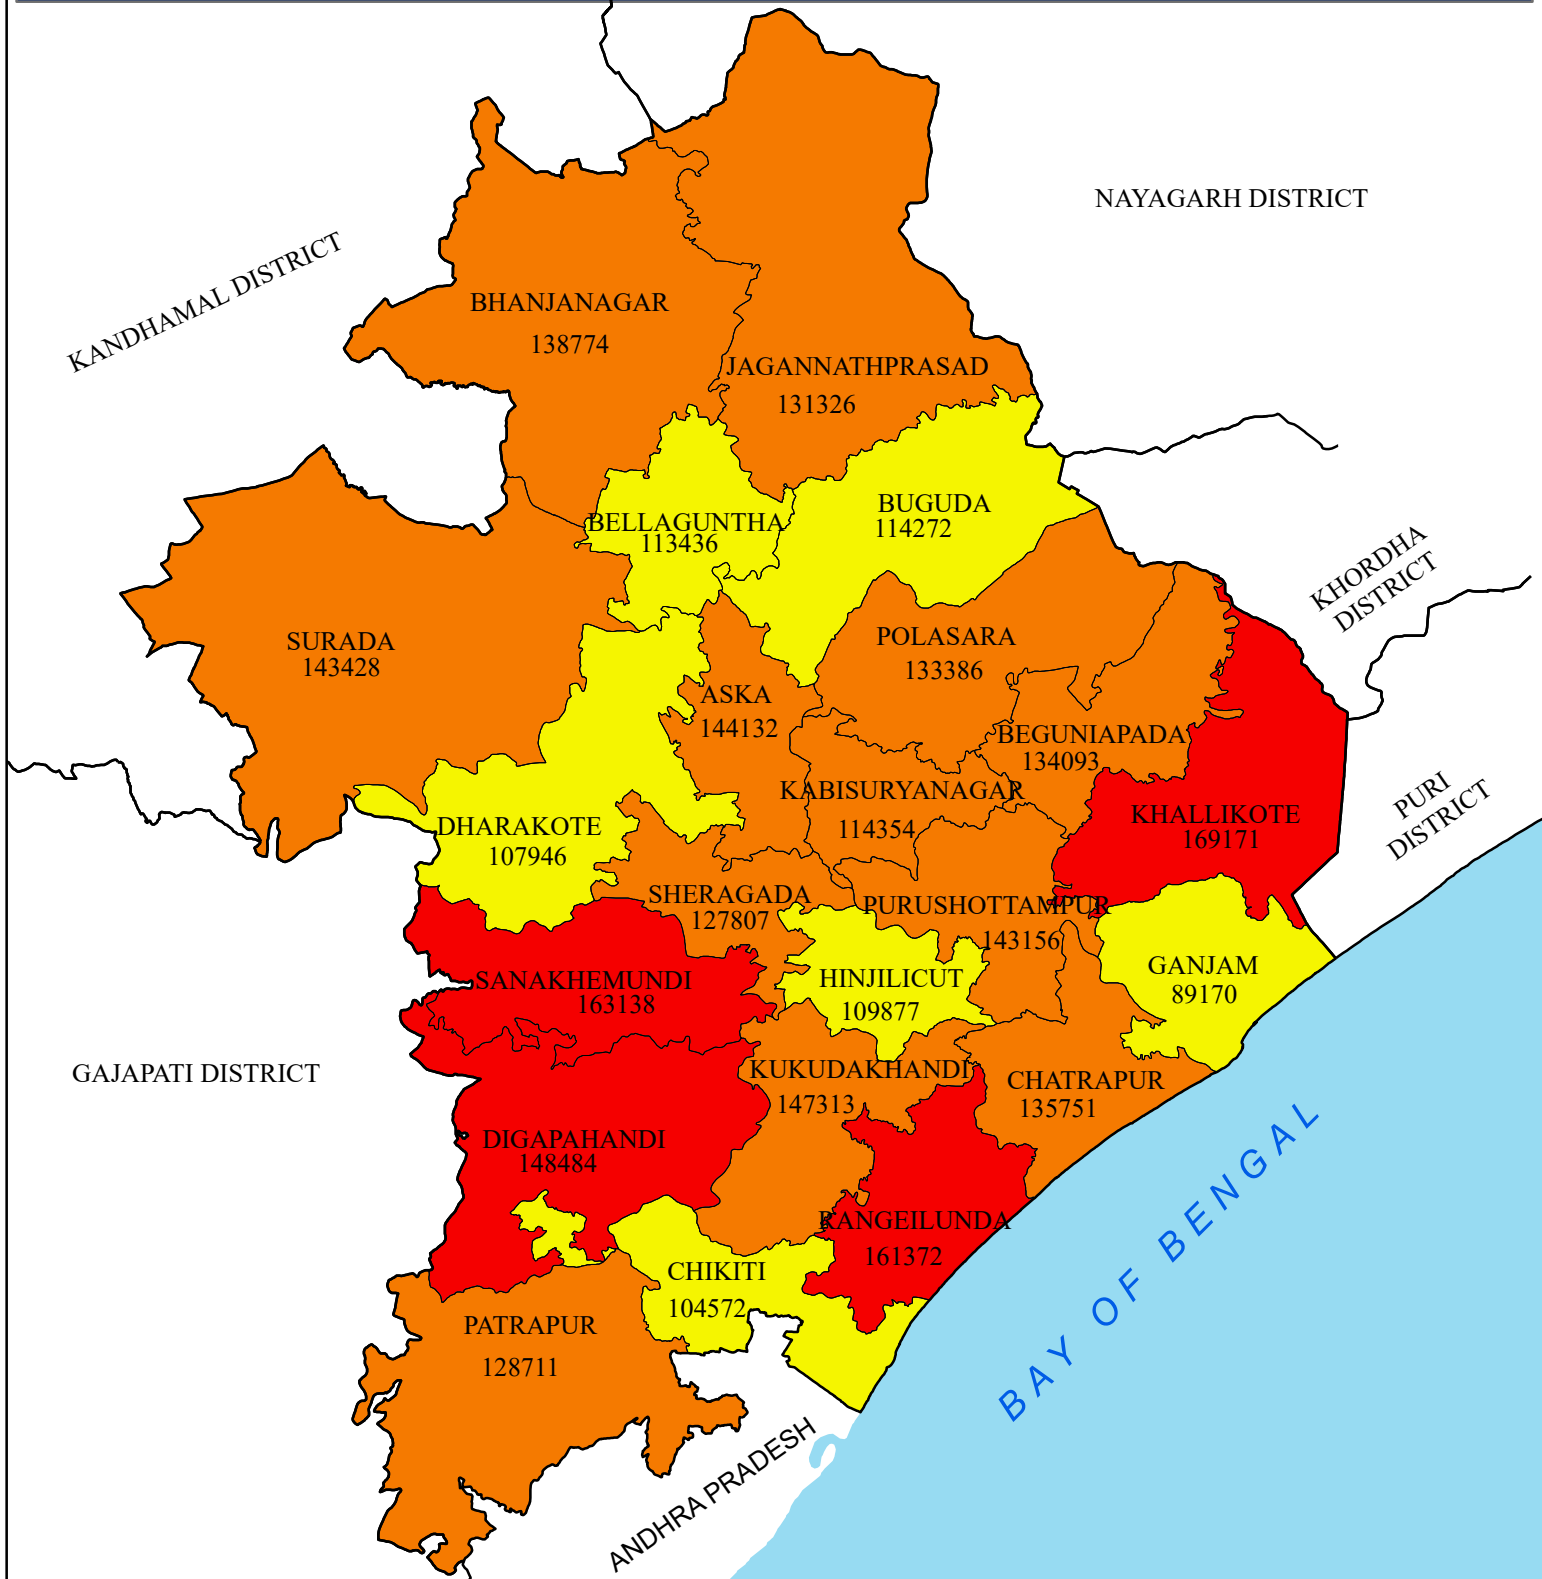 NAYAGARH DISTRICT
KANDHAMAL DISTRICT
BHANJANAGAR
138774
JAGANNATHPRASAD
131326
BUGUDA
114272
BELLAGUNTHA
113436
KHORDHA
DISTRICT
SURADA
143428
POLASARA
133386
ASKA
144132
BEGUNIAPADA
134093
KABISURYANAGAR
114354
KHALLIKOTE
169171
PURI
DISTRICT
DHARAKOTE
107946
SHERAGADA
127807
PURUSHOTTAMPUR
143156
SANAKHEMUNDI
163138
HINJILICUT
109877
GANJAM
89170
GAJAPATI DISTRICT
KUKUDAKHANDI
147313
CHATRAPUR
135751
DIGAPAHANDI
148484
RANGEILUNDA
161372
CHIKITI
104572
PATRAPUR
128711
BAY OF BENGAL
ANDHRA PRADESH